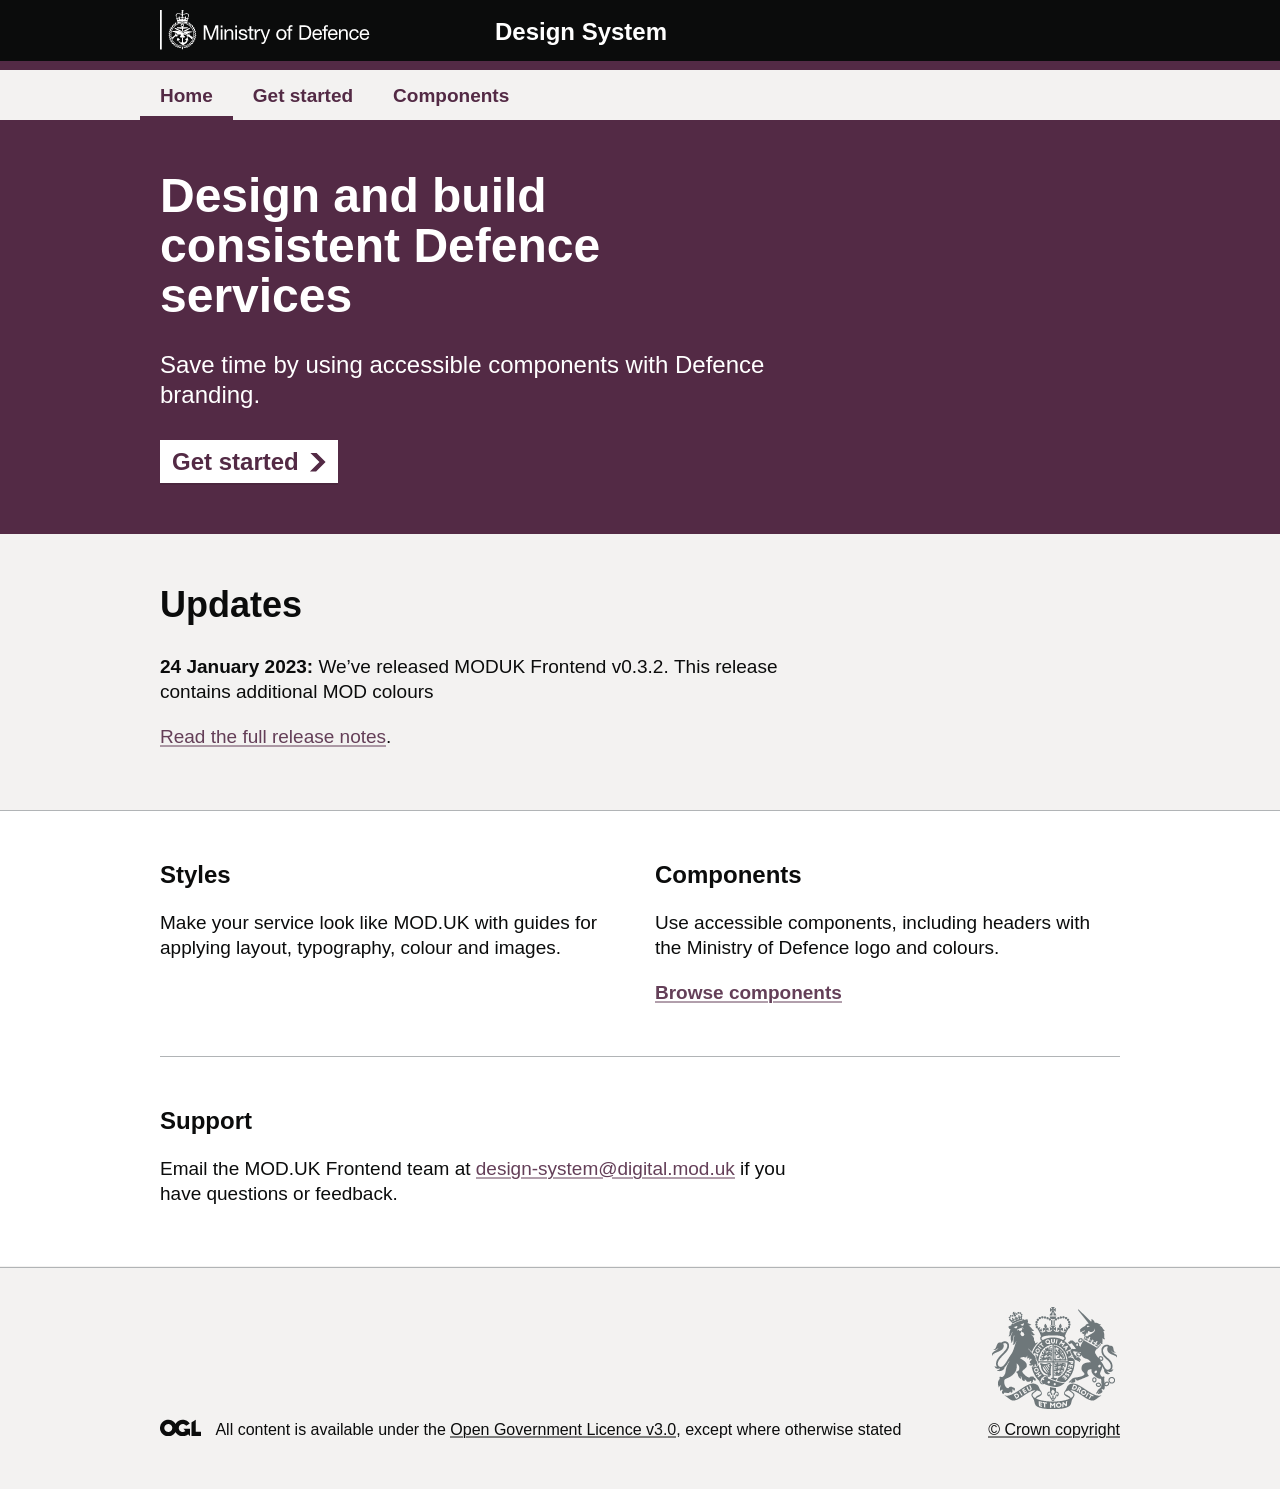 Ministry of Defence
Design System
Home
Get started
Components
Design and build
consistent Defence
services
Save time by using accessible components with Defence
branding.
Get started
Updates
24 January 2023: We’ve released MODUK Frontend v0.3.2. This release
contains additional MOD colours
Read the full release notes.
Styles
Make your service look like MOD.UK with guides for
applying layout, typography, colour and images.
Components
Use accessible components, including headers with
the Ministry of Defence logo and colours.
Browse components
Support
Email the MOD.UK Frontend team at design-system@digital.mod.uk if you
have questions or feedback.
DIEU ET MON DROIT
OGL
All content is available under the Open Government Licence v3.0, except where otherwise stated
© Crown copyright